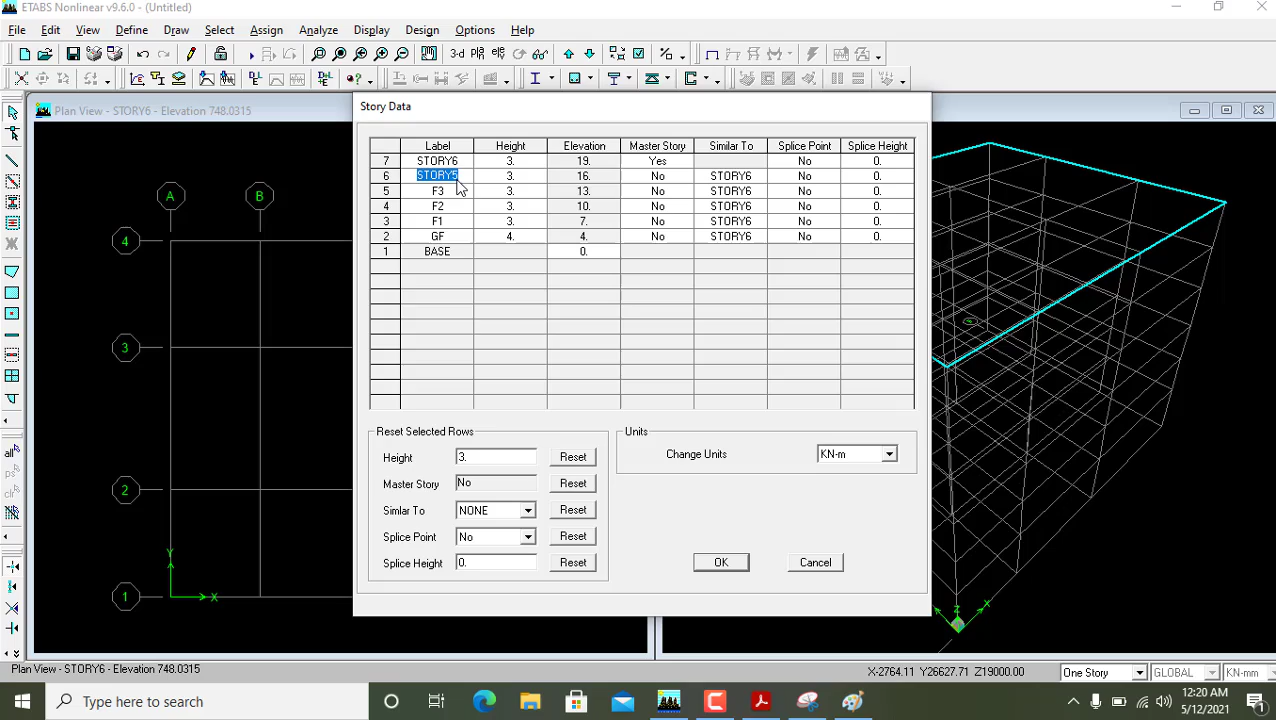 ETABS Nonlinear v9.6.0 - (Untitled)
File Edit View Define Draw Select Assign Analyze Display Design Options Help
Plan View - STORY6 - Elevation 748.0315
Story Data
Label Height Elevation Master Story Similar To Splice Point Splice Height
7 STORY6 3. 19. Yes No 0.
6 STORY5 3. 16. No STORY6 No 0.
5 F3 3. 13. No STORY6 No 0.
4 F2 3. 10. No STORY6 No 0.
3 F1 3. 7. No STORY6 No 0.
2 GF 4. 4. No STORY6 No 0.
1 BASE 0.
A B
4
3
2
1
Y
X
Reset Selected Rows
Height 3. Reset
Master Story No Reset
Simlar To NONE Reset
Splice Point No Reset
Splice Height 0. Reset
Units
Change Units KN-m
OK Cancel
Z X
3-d
all
ps
clr
Plan View - STORY6 - Elevation 748.0315
X-2764.11 Y26627.71 Z19000.00 One Story GLOBAL KN-mm
Type here to search
12:20 AM
5/12/2021
1